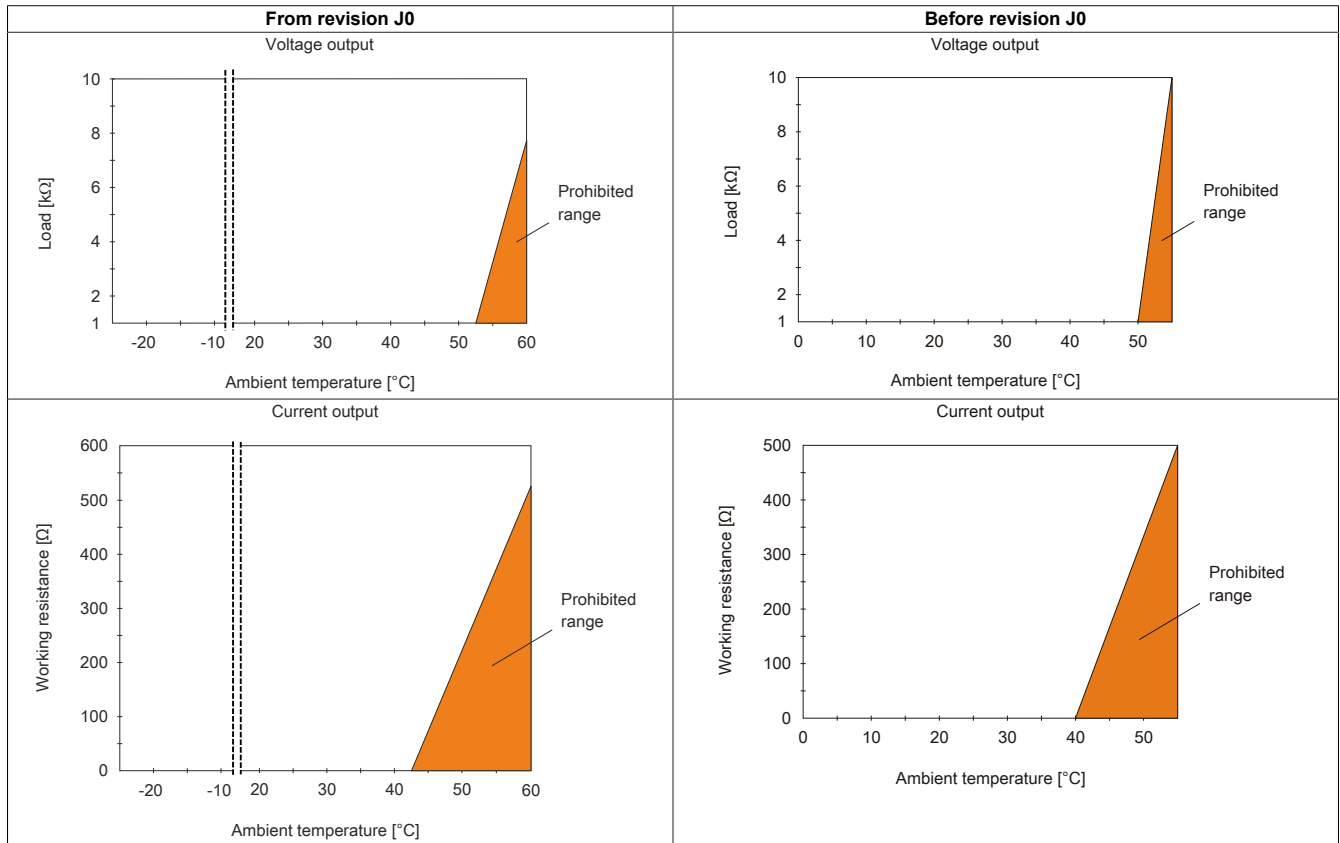 From revision J0
Before revision J0
Voltage output
10
8
6
4
2
1
Load [kΩ]
-20
-10
20
30
40
50
60
Ambient temperature [°C]
Prohibited
range
Voltage output
10
8
6
4
2
1
Load [kΩ]
0
10
20
30
40
50
Ambient temperature [°C]
Prohibited
range
Current output
600
500
400
300
200
100
0
Working resistance [Ω]
-20
-10
20
30
40
50
60
Ambient temperature [°C]
Prohibited
range
Current output
500
400
300
200
100
0
Working resistance [Ω]
0
10
20
30
40
50
Ambient temperature [°C]
Prohibited
range